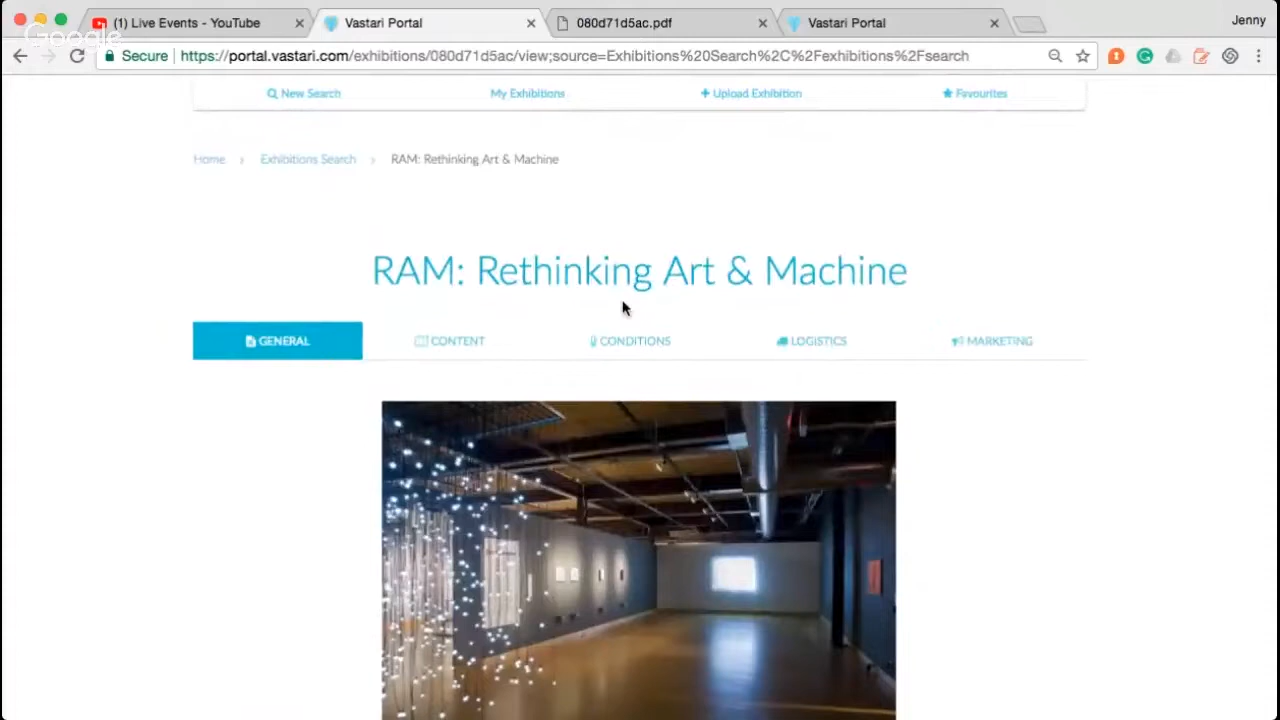 (1) Live Events - YouTube
Vastari Portal
080d71d5ac.pdf
Vastari Portal
Jenny
Google
Secure
https://portal.vastari.com/exhibitions/080d71d5ac/view;source=Exhibitions%20Search%2C%2Fexhibitions%2Fsearch
New Search
My Exhibitions
Upload Exhibition
Favourites
Home > Exhibitions Search > RAM: Rethinking Art & Machine
RAM: Rethinking Art & Machine
GENERAL
CONTENT
CONDITIONS
LOGISTICS
MARKETING